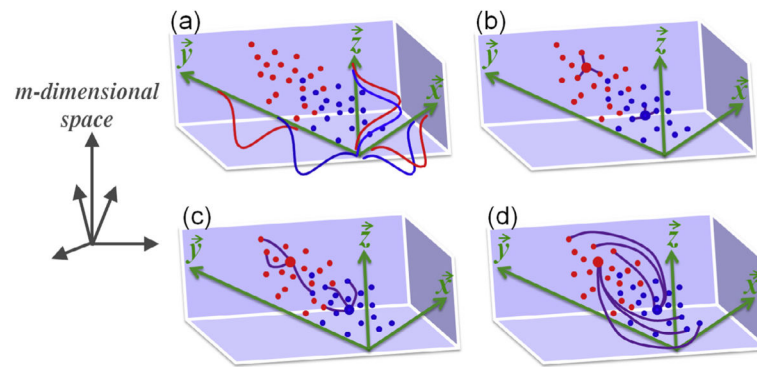 (a)
(b)
y⃗
z⃗
x⃗
y⃗
z⃗
x⃗
m-dimensional
space
(c)
(d)
y⃗
z⃗
x⃗
y⃗
z⃗
x⃗